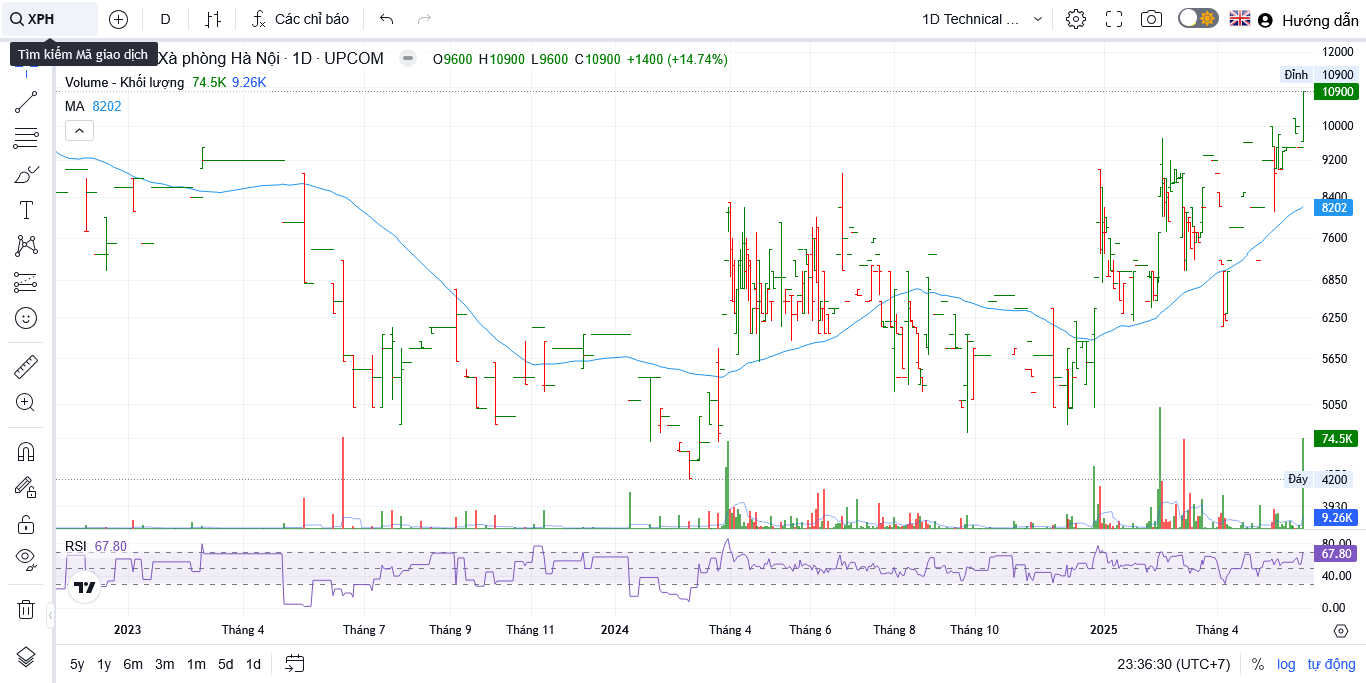 XPH
D
Các chỉ báo
1D Technical ...
Hướng dẫn
Tìm kiếm Mã giao dịch
Xà phòng Hà Nội · 1D · UPCOM
O9600 H10900 L9600 C10900 +1400 (+14.74%)
Volume - Khối lượng 74.5K 9.26K
MA 8202
12000
Đỉnh 10900
10900
10000
9200
8400
8202
7600
6850
6250
5650
5050
74.5K
Đáy 4200
3930
9.26K
RSI 67.80
80.00
67.80
40.00
0.00
2023 Tháng 4 Tháng 7 Tháng 9 Tháng 11 2024 Tháng 4 Tháng 6 Tháng 8 Tháng 10 2025 Tháng 4
5y 1y 6m 3m 1m 5d 1d
23:36:30 (UTC+7) % log tự động